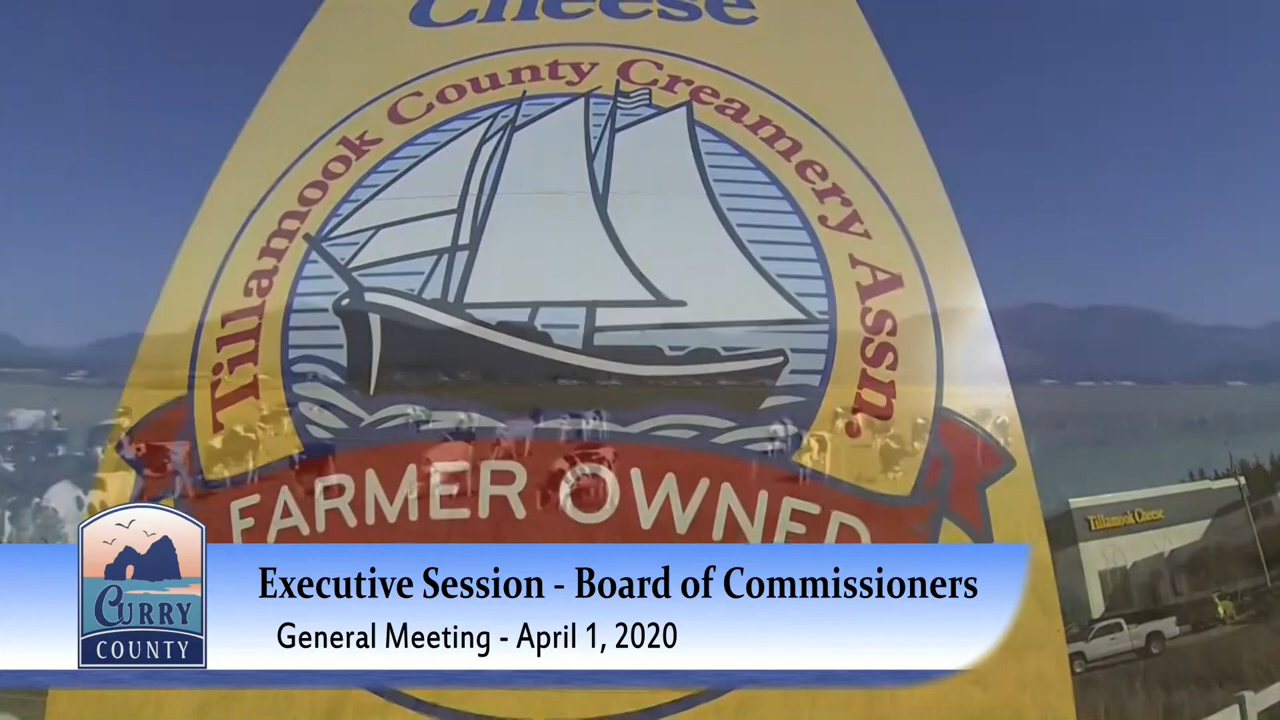 Cheese
Tillamook County Creamery Assn.
FARMER OWNED
Tillamook Cheese
Executive Session - Board of Commissioners
General Meeting - April 1, 2020
CURRY
COUNTY